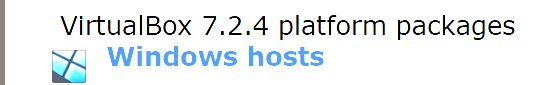 VirtualBox 7.2.4 platform packages
Windows hosts